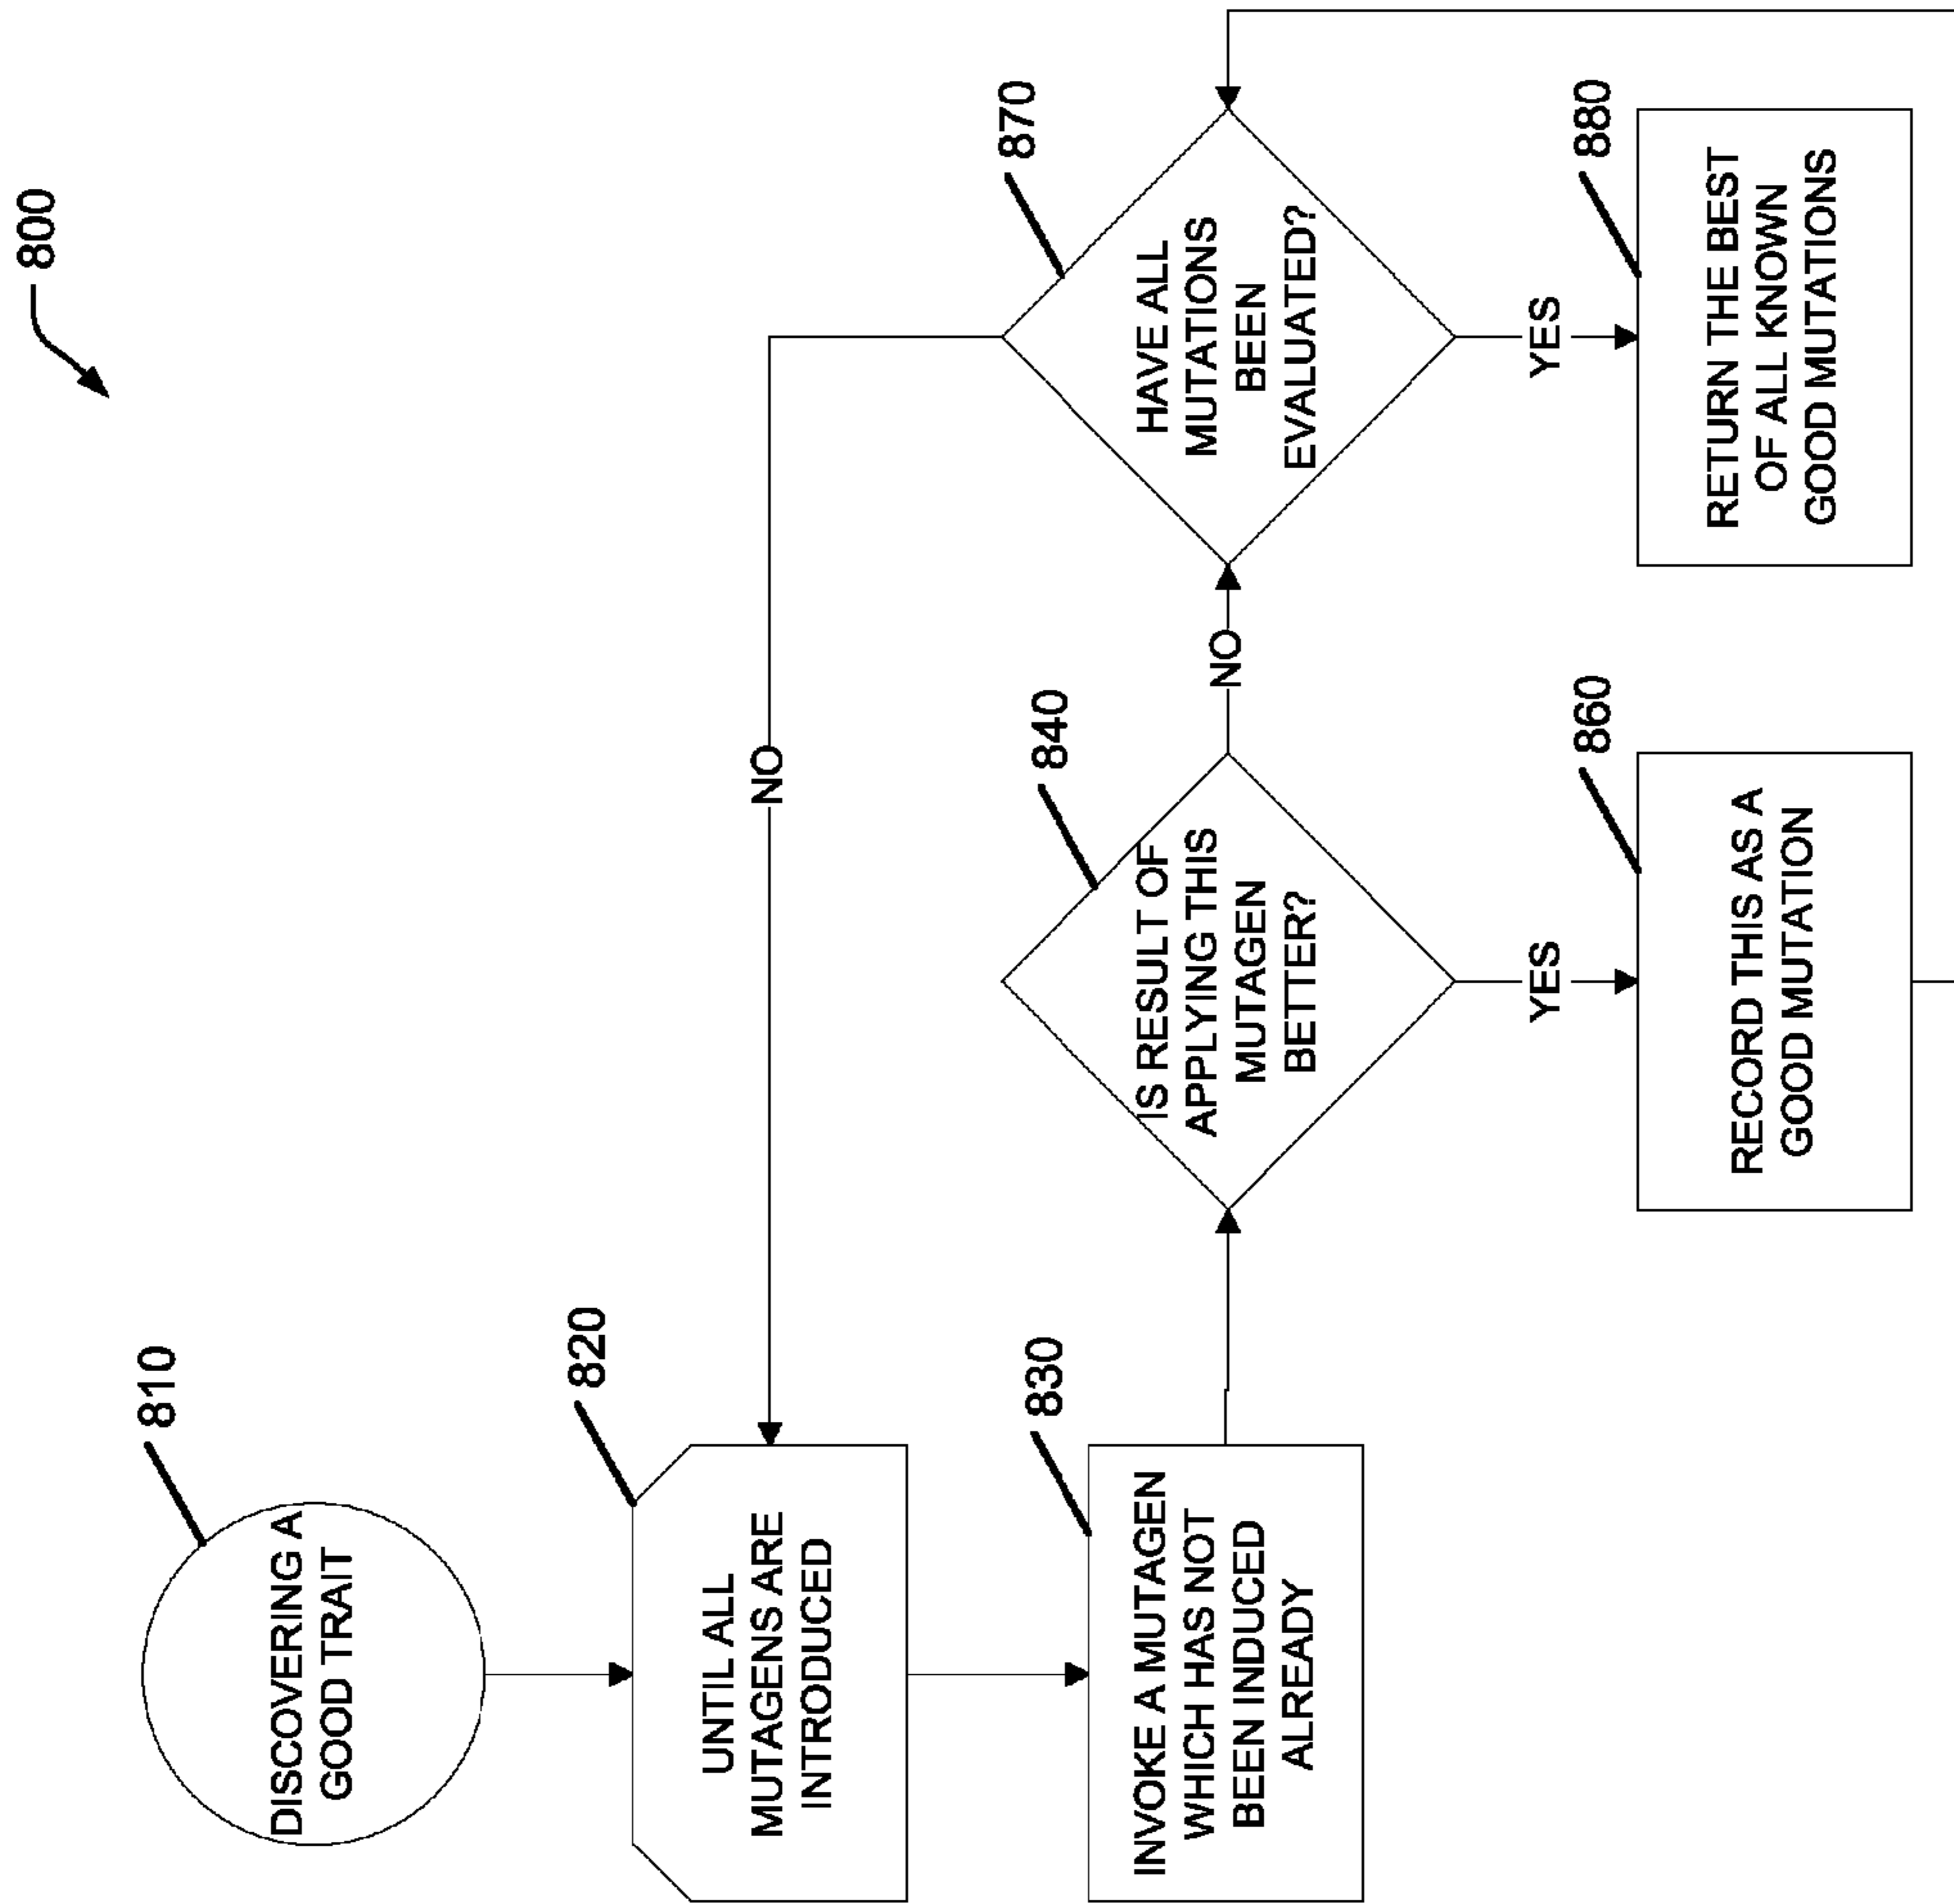 800
810
DISCOVERING A
GOOD TRAIT
820
UNTIL ALL
MUTAGENS ARE
INTRODUCED
NO
830
INVOKE A MUTAGEN
WHICH HAS NOT
BEEN INDUCED
ALREADY
840
IS RESULT OF
APPLYING THIS
MUTAGEN
BETTER?
NO
YES
860
RECORD THIS AS A
GOOD MUTATION
870
HAVE ALL
MUTATIONS
BEEN
EVALUATED?
YES
880
RETURN THE BEST
OF ALL KNOWN
GOOD MUTATIONS